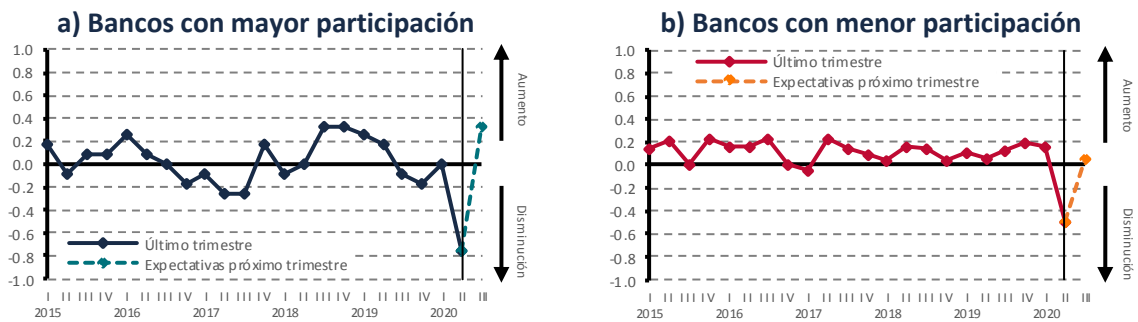 a) Bancos con mayor participación
1.0
0.8
0.6
0.4
0.2
0.0
-0.2
-0.4
-0.6
-0.8
-1.0
Aumento
Disminución
Último trimestre
Expectativas próximo trimestre
I II III IV I II III IV I II III IV I II III IV I II III IV I II III
2015 2016 2017 2018 2019 2020
b) Bancos con menor participación
1.0
0.8
0.6
0.4
0.2
0.0
-0.2
-0.4
-0.6
-0.8
-1.0
Último trimestre
Expectativas próximo trimestre
Aumento
Disminución
I II III IV I II III IV I II III IV I II III IV I II III IV I II III
2015 2016 2017 2018 2019 2020